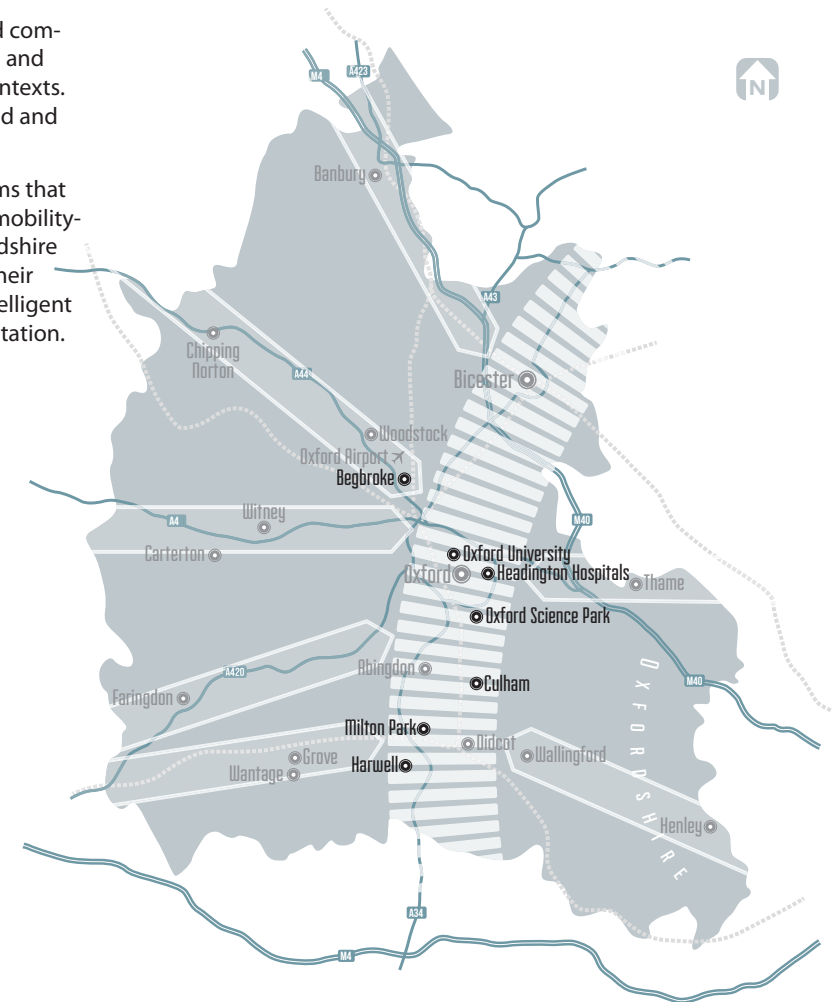 d com-
and
ntexts.
d and
ns that
mobility-
dshire
heir
elligent
tation.
N
M4
A423
Banbury
A43
Chipping
Norton
A44
Bicester
Woodstock
Oxford Airport
Begbroke
A4
Witney
M40
Carterton
Oxford University
Oxford
Headington Hospitals
Thame
Oxford Science Park
OXFORDSHIRE
A420
Abingdon
M40
Faringdon
Culham
Milton Park
Didcot
Wallingford
Grove
Harwell
Wantage
Henley
A34
M4